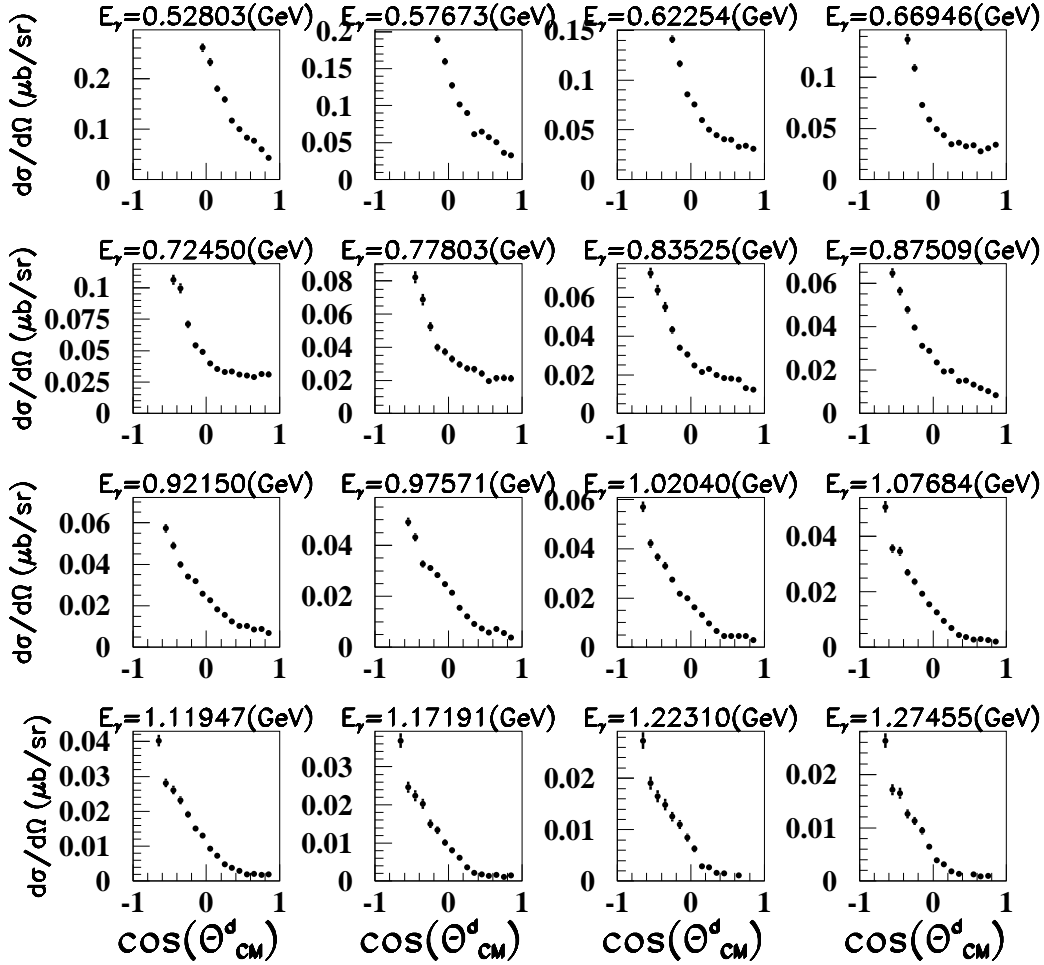 E_γ=0.52803(GeV) E_γ=0.57673(GeV) E_γ=0.62254(GeV) E_γ=0.66946(GeV)
dσ/dΩ (μb/sr)
0.2 0.1 0
0.2 0.15 0.1 0.05 0
0.15 0.1 0.05 0
0.1 0.05 0
-1 0 1 -1 0 1 -1 0 1 -1 0 1
E_γ=0.72450(GeV) E_γ=0.77803(GeV) E_γ=0.83525(GeV) E_γ=0.87509(GeV)
dσ/dΩ (μb/sr)
0.1 0.075 0.05 0.025 0
0.08 0.06 0.04 0.02 0
0.06 0.04 0.02 0
0.06 0.04 0.02 0
-1 0 1 -1 0 1 -1 0 1 -1 0 1
E_γ=0.92150(GeV) E_γ=0.97571(GeV) E_γ=1.02040(GeV) E_γ=1.07684(GeV)
dσ/dΩ (μb/sr)
0.06 0.04 0.02 0
0.04 0.02 0
0.06 0.04 0.02 0
0.04 0.02 0
-1 0 1 -1 0 1 -1 0 1 -1 0 1
E_γ=1.11947(GeV) E_γ=1.17191(GeV) E_γ=1.22310(GeV) E_γ=1.27455(GeV)
dσ/dΩ (μb/sr)
0.04 0.03 0.02 0.01 0
0.03 0.02 0.01 0
0.02 0.01 0
0.02 0.01 0
-1 0 1 -1 0 1 -1 0 1 -1 0 1
cos(Θ^d_CM) cos(Θ^d_CM) cos(Θ^d_CM) cos(Θ^d_CM)